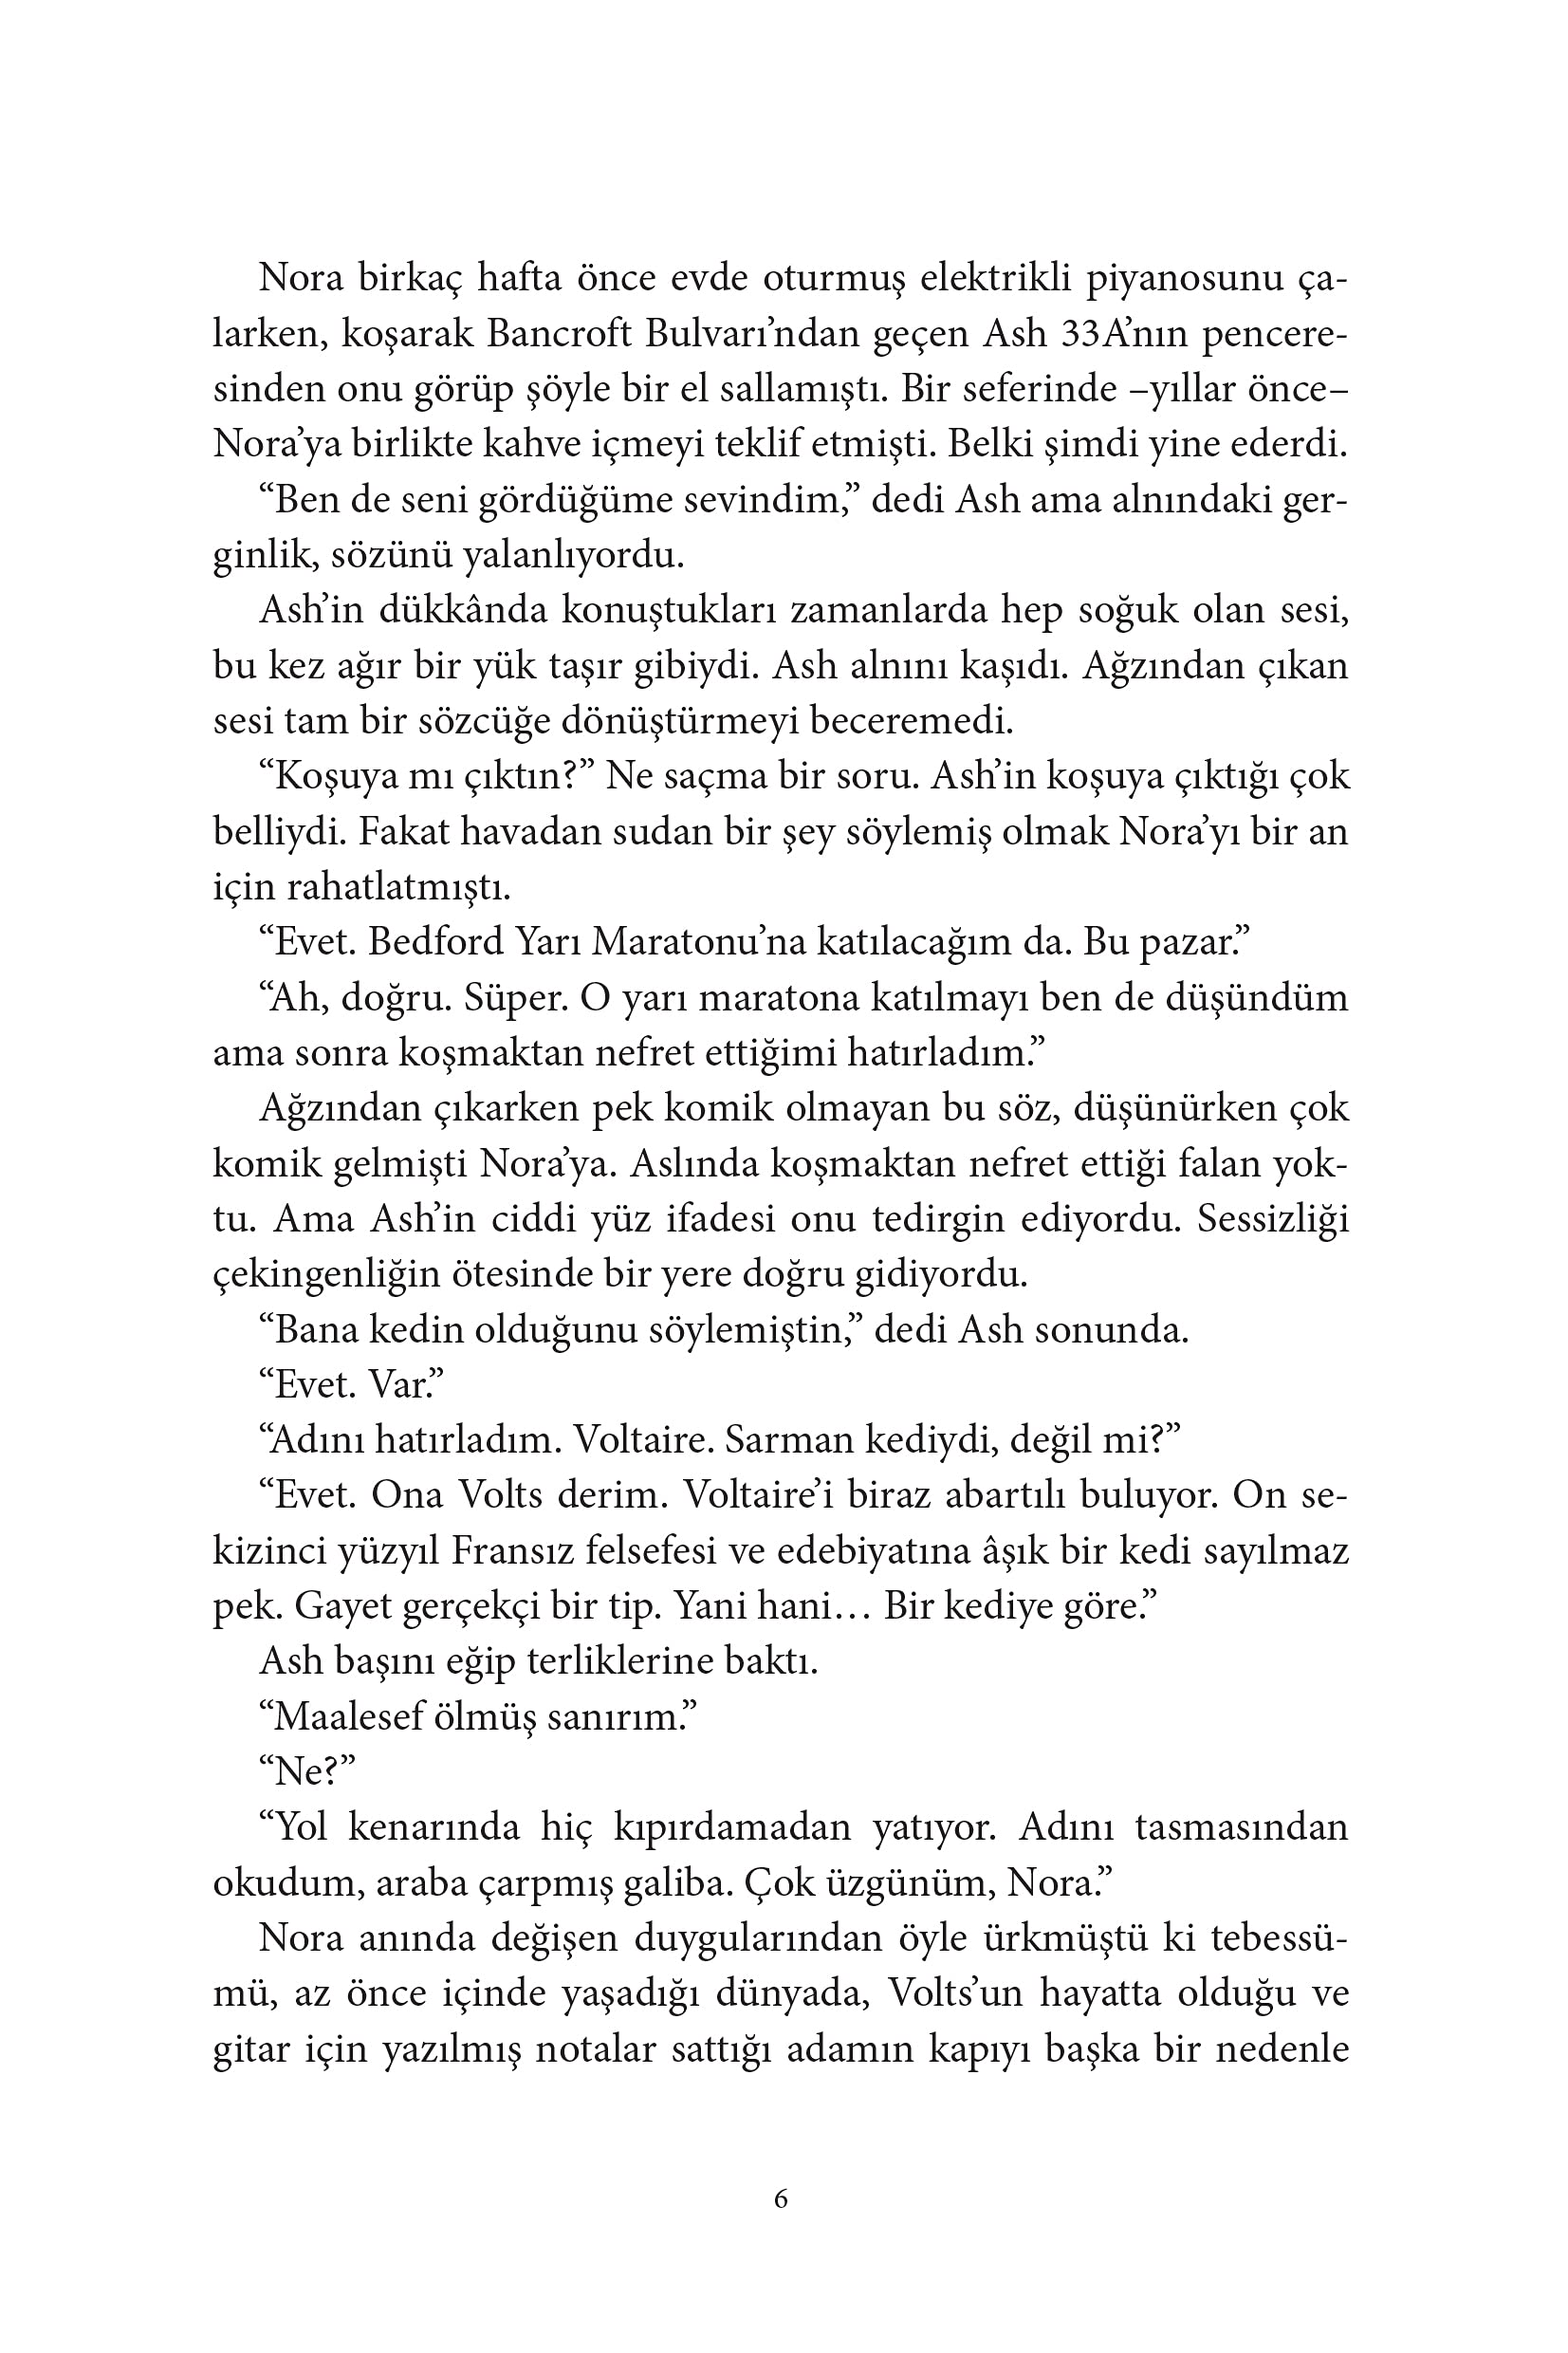 Nora birkaç hafta önce evde oturmuş elektrikli piyanosunu ça-
larken, koşarak Bancroft Bulvarı’ndan geçen Ash 33A’nın pencere-
sinden onu görüp şöyle bir el sallamıştı. Bir seferinde –yıllar önce–
Nora’ya birlikte kahve içmeyi teklif etmişti. Belki şimdi yine ederdi.
“Ben de seni gördüğüme sevindim,” dedi Ash ama alnındaki ger-
ginlik, sözünü yalanlıyordu.
Ash’in dükkânda konuştukları zamanlarda hep soğuk olan sesi,
bu kez ağır bir yük taşır gibiydi. Ash alnını kaşıdı. Ağzından çıkan
sesi tam bir sözcüğe dönüştürmeyi beceremedi.
“Koşuya mı çıktın?” Ne saçma bir soru. Ash’in koşuya çıktığı çok
belliydi. Fakat havadan sudan bir şey söylemiş olmak Nora’yı bir an
için rahatlatmıştı.
“Evet. Bedford Yarı Maratonu’na katılacağım da. Bu pazar.”
“Ah, doğru. Süper. O yarı maratona katılmayı ben de düşündüm
ama sonra koşmaktan nefret ettiğimi hatırladım.”
Ağzından çıkarken pek komik olmayan bu söz, düşünürken çok
komik gelmişti Nora’ya. Aslında koşmaktan nefret ettiği falan yok-
tu. Ama Ash’in ciddi yüz ifadesi onu tedirgin ediyordu. Sessizliği
çekingenliğin ötesinde bir yere doğru gidiyordu.
“Bana kedin olduğunu söylemiştin,” dedi Ash sonunda.
“Evet. Var.”
“Adını hatırladım. Voltaire. Sarman kediydi, değil mi?”
“Evet. Ona Volts derim. Voltaire’i biraz abartılı buluyor. On se-
kizinci yüzyıl Fransız felsefesi ve edebiyatına âşık bir kedi sayılmaz
pek. Gayet gerçekçi bir tip. Yani hani… Bir kediye göre.”
Ash başını eğip terliklerine baktı.
“Maalesef ölmüş sanırım.”
“Ne?”
“Yol kenarında hiç kıpırdamadan yatıyor. Adını tasmasından
okudum, araba çarpmış galiba. Çok üzgünüm, Nora.”
Nora anında değişen duygularından öyle ürkmüştü ki tebessü-
mü, az önce içinde yaşadığı dünyada, Volts’un hayatta olduğu ve
gitar için yazılmış notalar sattığı adamın kapıyı başka bir nedenle
6